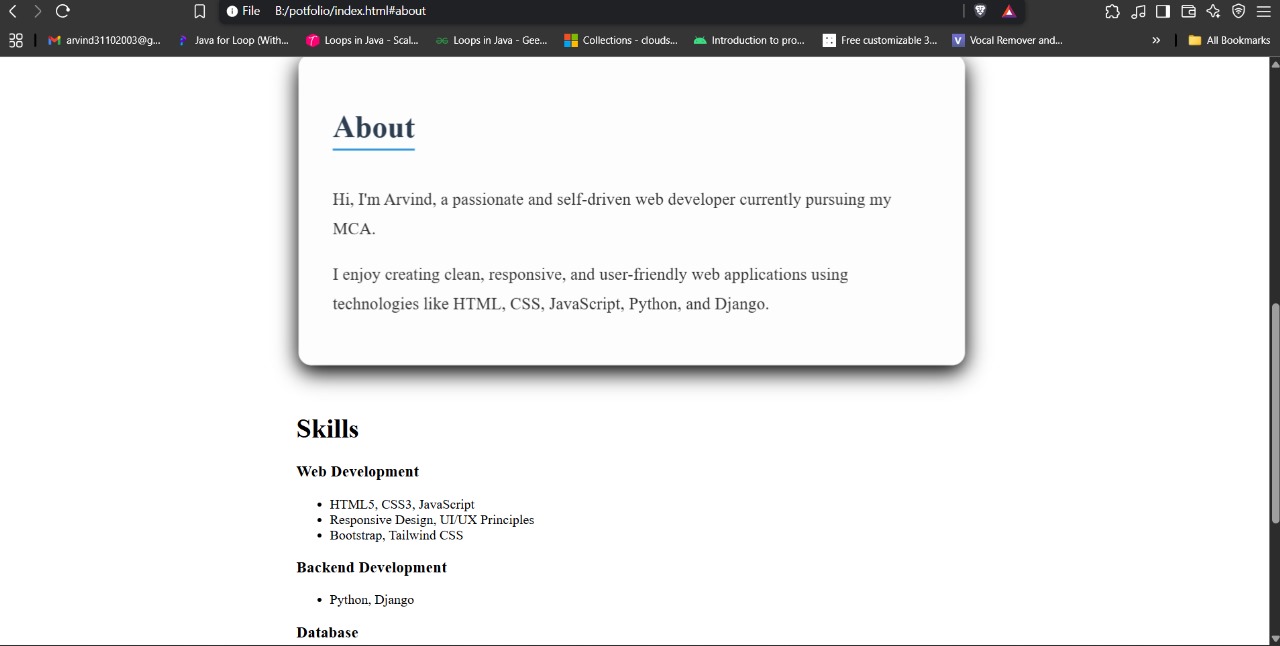 File B:/potfolio/index.html#about
arvind31102003@g... Java for Loop (With... Loops in Java - Scal... Loops in Java - Gee... Collections - clouds... Introduction to pro... Free customizable 3... V Vocal Remover and... » All Bookmarks
About
Hi, I'm Arvind, a passionate and self-driven web developer currently pursuing my
MCA.
I enjoy creating clean, responsive, and user-friendly web applications using
technologies like HTML, CSS, JavaScript, Python, and Django.
Skills
Web Development
• HTML5, CSS3, JavaScript
• Responsive Design, UI/UX Principles
• Bootstrap, Tailwind CSS
Backend Development
• Python, Django
Database